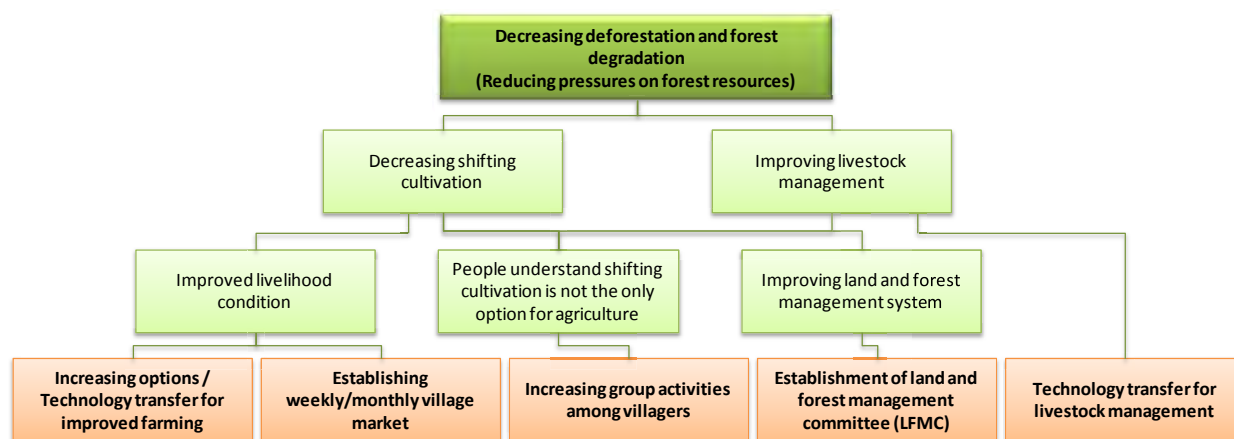 Decreasing deforestation and forest
degradation
(Reducing pressures on forest resources)
Decreasing shifting
cultivation
Improving livestock
management
Improved livelihood
condition
People understand shifting
cultivation is not the only
option for agriculture
Improving land and forest
management system
Increasing options /
Technology transfer for
improved farming
Establishing
weekly/monthly village
market
Increasing group activities
among villagers
Establishment of land and
forest management
committee (LFMC)
Technology transfer for
livestock management